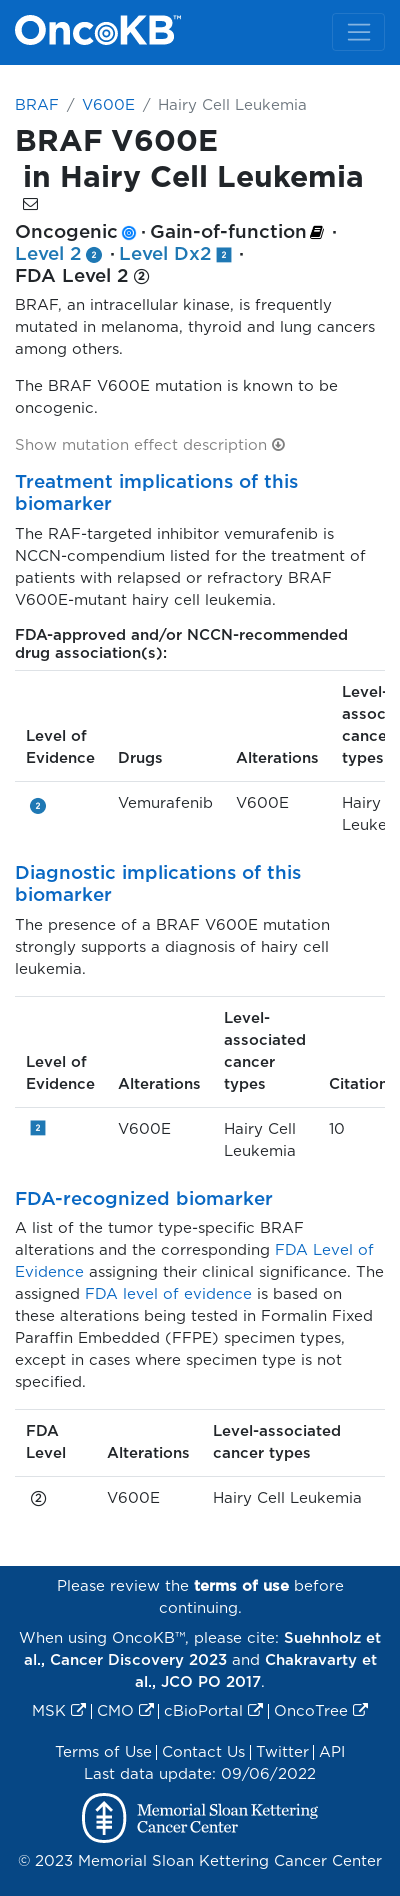 OncoKB™
BRAF / V600E / Hairy Cell Leukemia
BRAF V600E
in Hairy Cell Leukemia
Oncogenic · Gain-of-function ·
Level 2 2 · Level Dx2 2 ·
FDA Level 2 2
BRAF, an intracellular kinase, is frequently
mutated in melanoma, thyroid and lung cancers
among others.
The BRAF V600E mutation is known to be
oncogenic.
Show mutation effect description
Treatment implications of this
biomarker
The RAF-targeted inhibitor vemurafenib is
NCCN-compendium listed for the treatment of
patients with relapsed or refractory BRAF
V600E-mutant hairy cell leukemia.
FDA-approved and/or NCCN-recommended
drug association(s):
Level-
assoc
cance
Level of
Evidence Drugs Alterations types
2 Vemurafenib V600E Hairy
Leuke
Diagnostic implications of this
biomarker
The presence of a BRAF V600E mutation
strongly supports a diagnosis of hairy cell
leukemia.
Level-
associated
Level of cancer
Evidence Alterations types Citation
2 V600E Hairy Cell 10
Leukemia
FDA-recognized biomarker
A list of the tumor type-specific BRAF
alterations and the corresponding FDA Level of
Evidence assigning their clinical significance. The
assigned FDA level of evidence is based on
these alterations being tested in Formalin Fixed
Paraffin Embedded (FFPE) specimen types,
except in cases where specimen type is not
specified.
FDA Level-associated
Level Alterations cancer types
2 V600E Hairy Cell Leukemia
Please review the terms of use before
continuing.
When using OncoKB™, please cite: Suehnholz et
al., Cancer Discovery 2023 and Chakravarty et
al., JCO PO 2017.
MSK | CMO | cBioPortal | OncoTree
Terms of Use | Contact Us | Twitter | API
Last data update: 09/06/2022
Memorial Sloan Kettering
Cancer Center
© 2023 Memorial Sloan Kettering Cancer Center